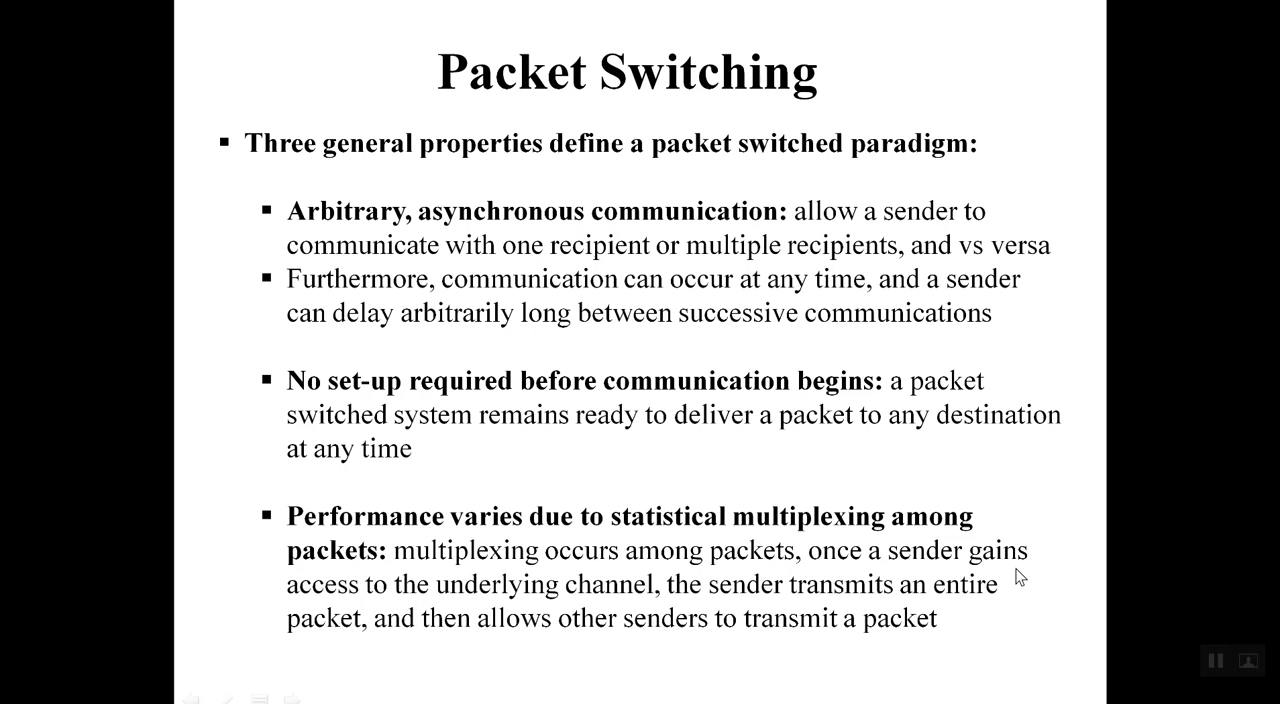 Packet Switching
▪ Three general properties define a packet switched paradigm:
▪ Arbitrary, asynchronous communication: allow a sender to
communicate with one recipient or multiple recipients, and vs versa
▪ Furthermore, communication can occur at any time, and a sender
can delay arbitrarily long between successive communications
▪ No set-up required before communication begins: a packet
switched system remains ready to deliver a packet to any destination
at any time
▪ Performance varies due to statistical multiplexing among
packets: multiplexing occurs among packets, once a sender gains
access to the underlying channel, the sender transmits an entire
packet, and then allows other senders to transmit a packet